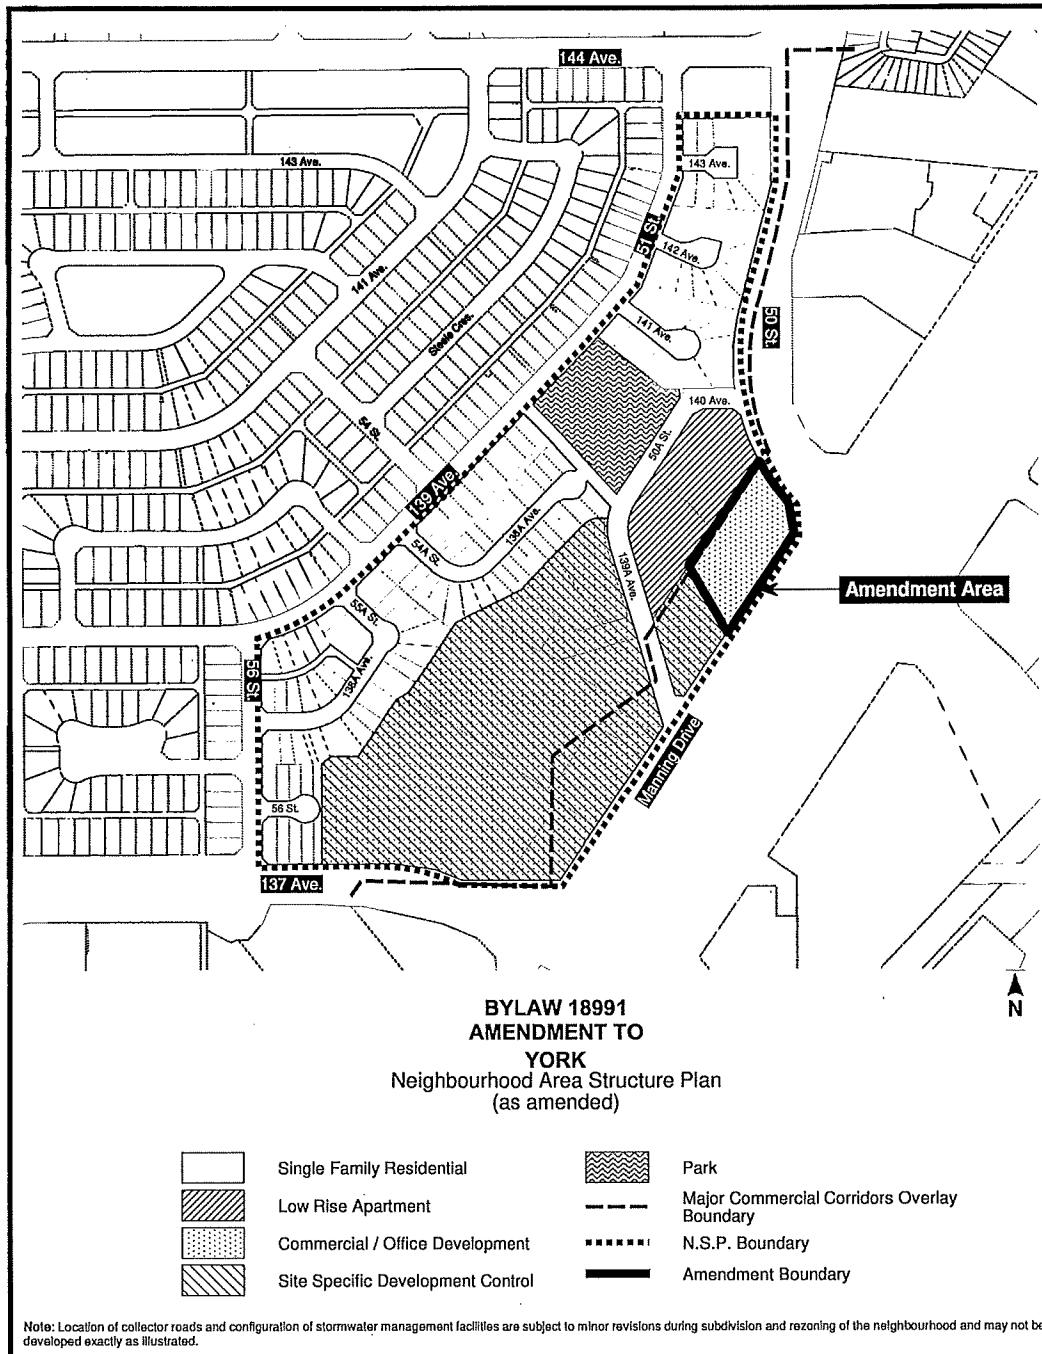 144 Ave.
143 Ave.
143 Ave.
51 St.
142 Ave.
141 Ave.
50 St.
Steele Cres.
141 Ave.
140 Ave.
54 St.
50A St.
139 Ave.
138A Ave.
54A St.
139A Ave.
Amendment Area
55A St.
56 St.
138A Ave.
Manning Drive
56 St.
137 Ave.
N
BYLAW 18991
AMENDMENT TO
YORK
Neighbourhood Area Structure Plan
(as amended)
Single Family Residential
Park
Low Rise Apartment
Major Commercial Corridors Overlay
Boundary
Commercial / Office Development
N.S.P. Boundary
Site Specific Development Control
Amendment Boundary
Note: Location of collector roads and configuration of stormwater management facilities are subject to minor revisions during subdivision and rezoning of the neighbourhood and may not be
developed exactly as illustrated.